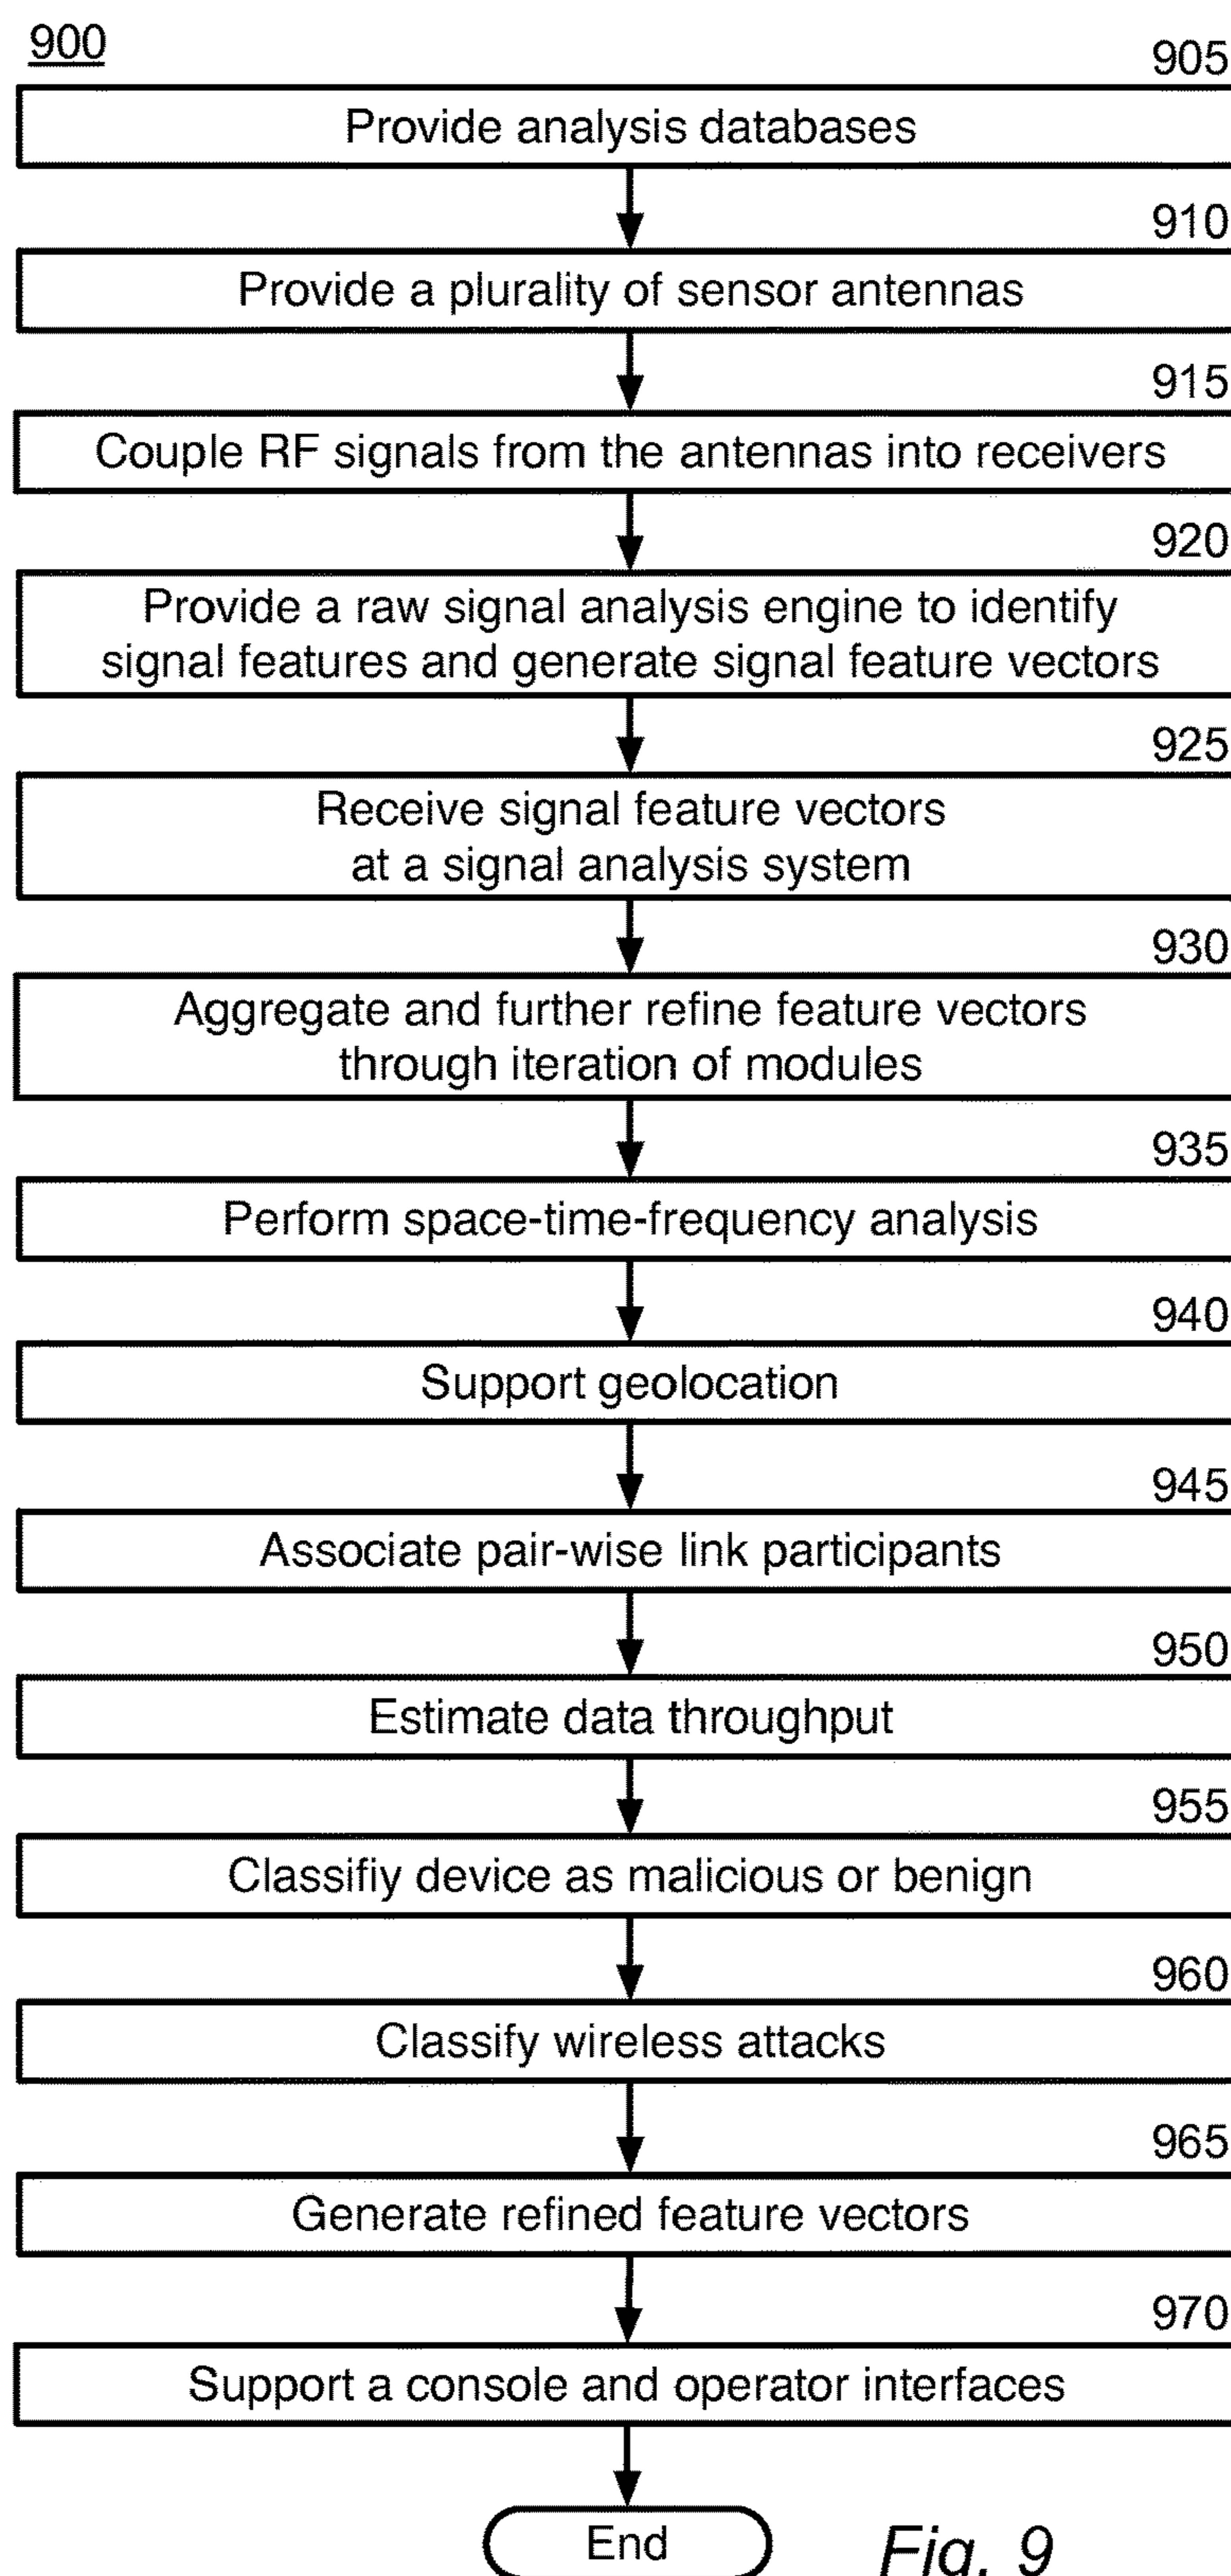 900
905
Provide analysis databases
910
Provide a plurality of sensor antennas
915
Couple RF signals from the antennas into receivers
920
Provide a raw signal analysis engine to identify
signal features and generate signal feature vectors
925
Receive signal feature vectors
at a signal analysis system
930
Aggregate and further refine feature vectors
through iteration of modules
935
Perform space-time-frequency analysis
940
Support geolocation
945
Associate pair-wise link participants
950
Estimate data throughput
955
Classifiy device as malicious or benign
960
Classify wireless attacks
965
Generate refined feature vectors
970
Support a console and operator interfaces
End
Fig. 9